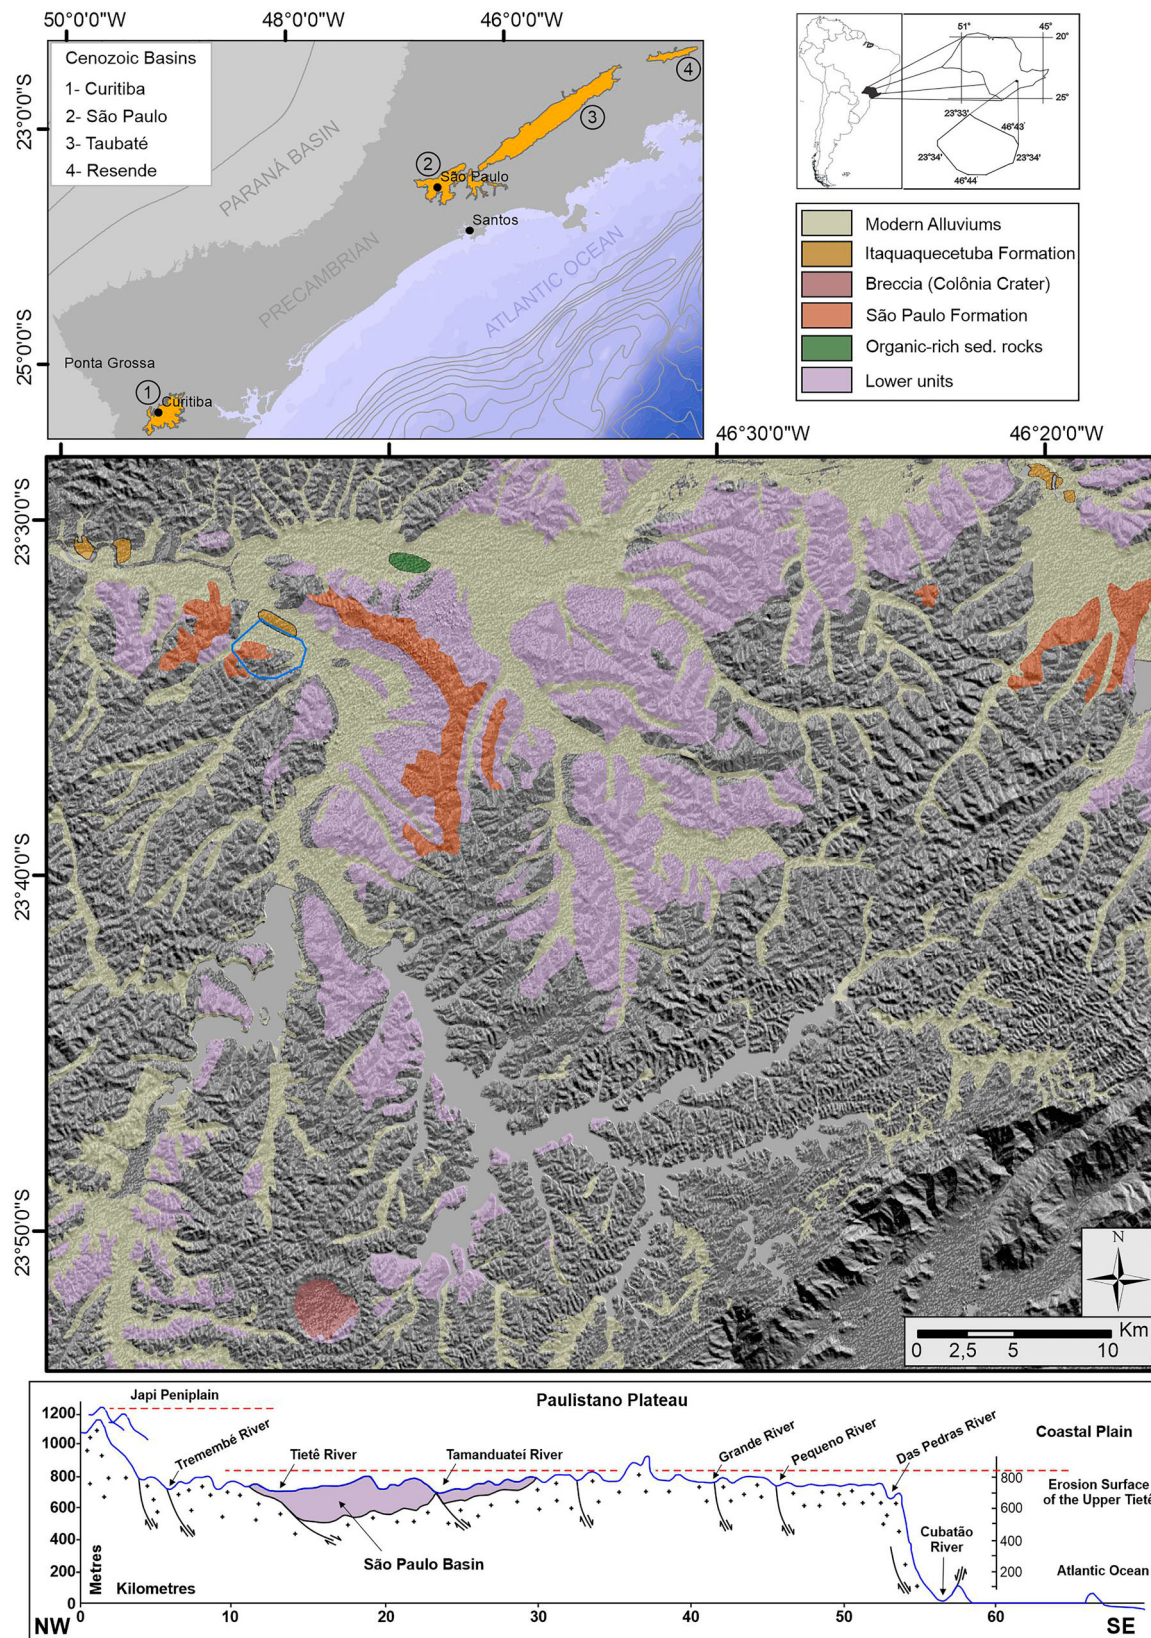 50°0'0"W
48°0'0"W
46°0'0"W
Cenozoic Basins
1- Curitiba
2- São Paulo
3- Taubaté
4- Resende
23°0'0"S
25°0'0"S
PARANÁ BASIN
PRECAMBRIAN
ATLANTIC OCEAN
4
3
2
São Paulo
Santos
Ponta Grossa
1
Curitiba
51°
45°
20°
25°
23°33'
46°43'
23°34'
23°34'
46°44'
Modern Alluviums
Itaquaquecetuba Formation
Breccia (Colônia Crater)
São Paulo Formation
Organic-rich sed. rocks
Lower units
46°30'0"W
46°20'0"W
23°30'0"S
23°40'0"S
23°50'0"S
N
Km
0
2,5
5
10
Japi Peniplain
Paulistano Plateau
Coastal Plain
1200
1000
800
600
400
200
0
Metres
Tremembé River
Tietê River
Tamanduateí River
Grande River
Pequeno River
Das Pedras River
São Paulo Basin
Cubatão
River
800
600
400
200
Erosion Surface
of the Upper Tietê
Atlantic Ocean
Kilometres
0
10
20
30
40
50
60
NW
SE